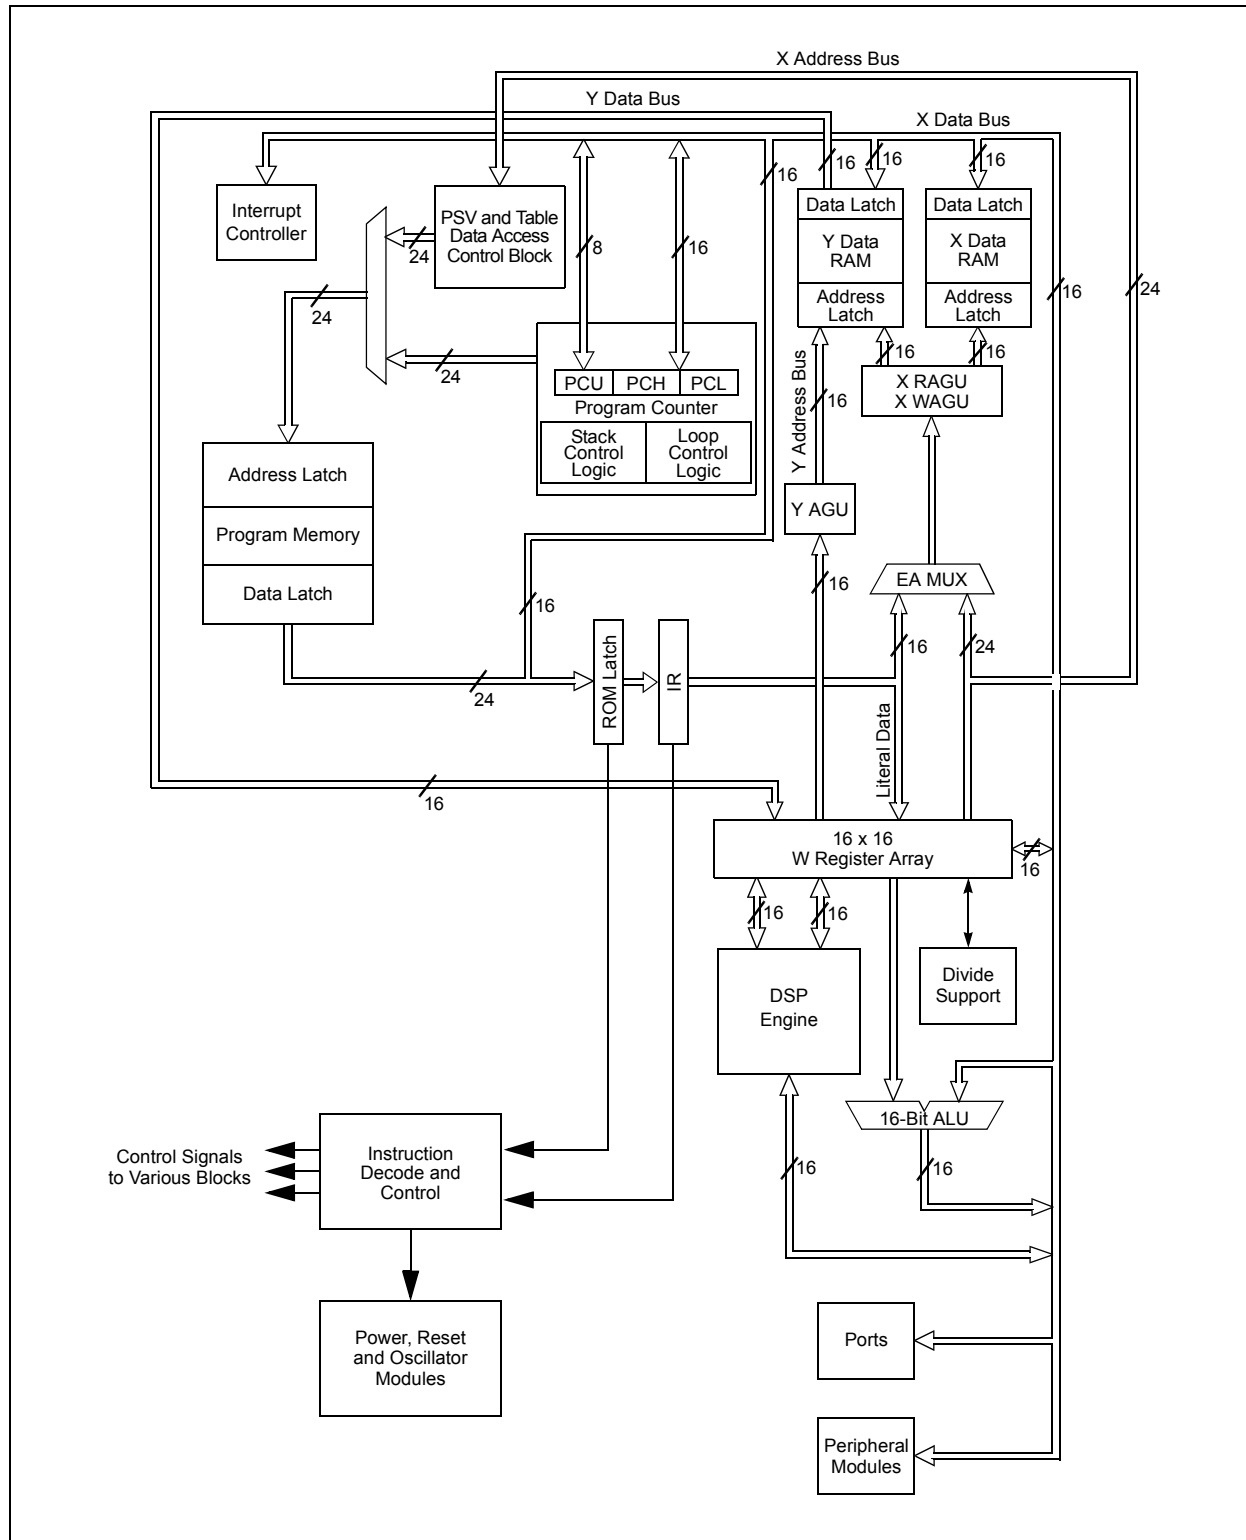 X Address Bus
Y Data Bus
X Data Bus
16
16
16
16
Interrupt
Controller
PSV and Table
Data Access
Control Block
24
8
16
Data Latch
Y Data
RAM
Address
Latch
Data Latch
X Data
RAM
Address
Latch
16
24
24
24
16
16
PCU
PCH
PCL
Program Counter
Stack
Control
Logic
Loop
Control
Logic
X RAGU
X WAGU
Y Address Bus
16
Address Latch
Program Memory
Data Latch
Y AGU
EA MUX
16
16
16
24
24
ROM Latch
IR
Literal Data
16
16 x 16
W Register Array
16
16
16
DSP
Engine
Divide
Support
16-Bit ALU
16
16
Control Signals
to Various Blocks
Instruction
Decode and
Control
Power, Reset
and Oscillator
Modules
Ports
Peripheral
Modules